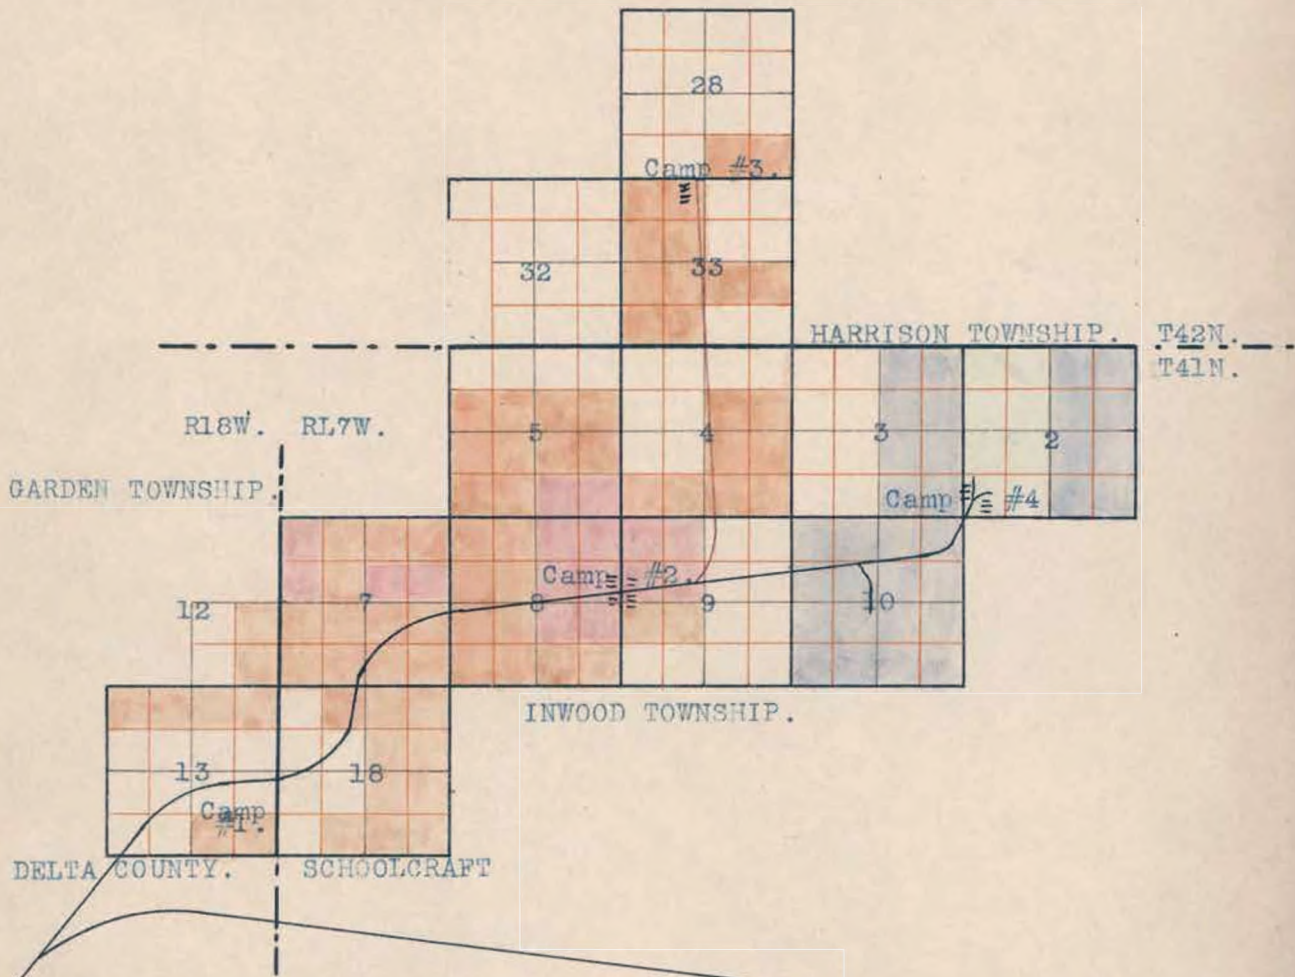 28
Camp #3.
32
33
HARRISON TOWNSHIP. T42N.
T41N.
R18W. RL7W.
5
4
3
2
GARDEN TOWNSHIP.
Camp #4
Camp #2.
12
7
8
9
10
INWOOD TOWNSHIP.
13
18
Camp
#1.
DELTA COUNTY. SCHOOLCRAFT